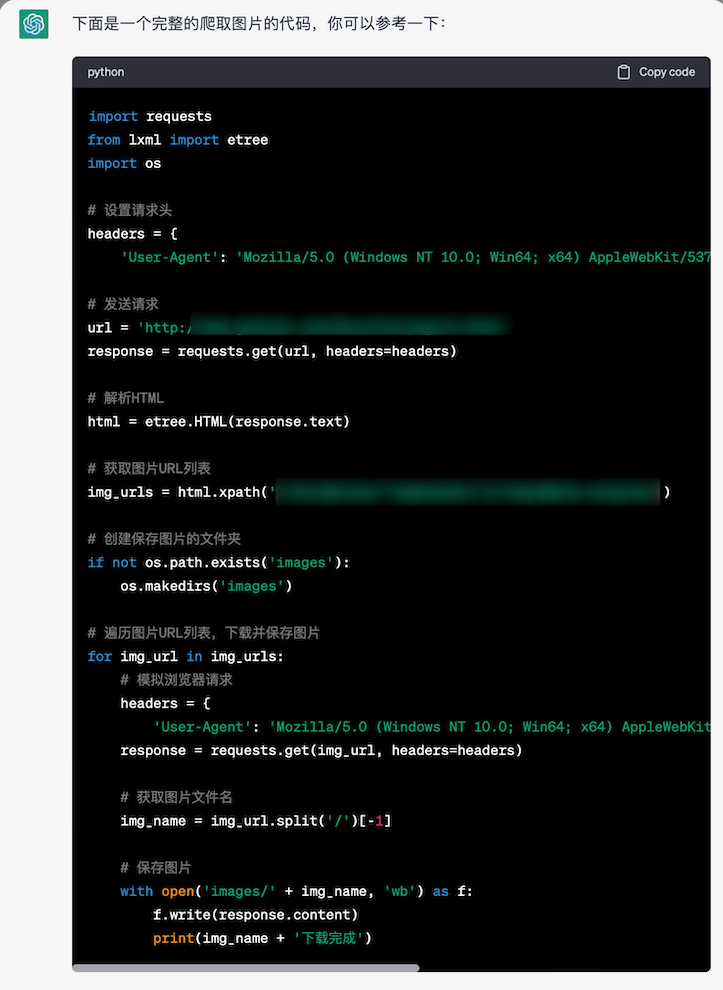 下面是一个完整的爬取图片的代码，你可以参考一下：
python
Copy code
import requests
from lxml import etree
import os
# 设置请求头
headers = {
    'User-Agent': 'Mozilla/5.0 (Windows NT 10.0; Win64; x64) AppleWebKit/537
# 发送请求
url = 'http:/
response = requests.get(url, headers=headers)
# 解析HTML
html = etree.HTML(response.text)
# 获取图片URL列表
img_urls = html.xpath(' )
# 创建保存图片的文件夹
if not os.path.exists('images'):
    os.makedirs('images')
# 遍历图片URL列表，下载并保存图片
for img_url in img_urls:
    # 模拟浏览器请求
    headers = {
        'User-Agent': 'Mozilla/5.0 (Windows NT 10.0; Win64; x64) AppleWebKit
    response = requests.get(img_url, headers=headers)
    # 获取图片文件名
    img_name = img_url.split('/')[-1]
    # 保存图片
    with open('images/' + img_name, 'wb') as f:
        f.write(response.content)
        print(img_name + '下载完成')